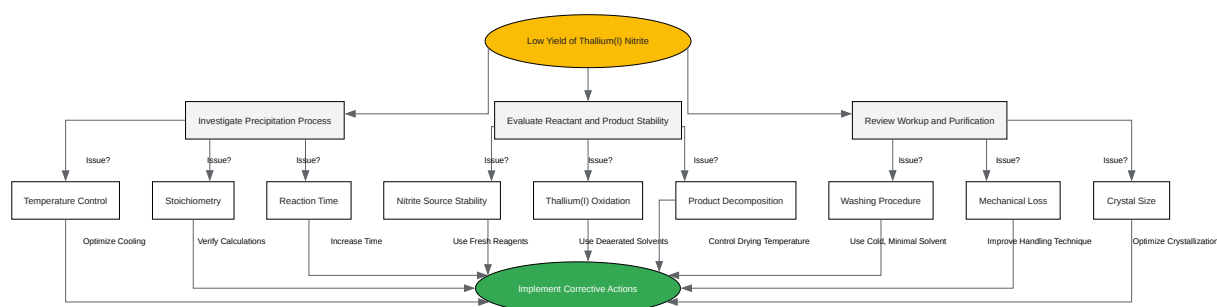 Low Yield of Thallium(I) Nitrite
Investigate Precipitation Process
Evaluate Reactant and Product Stability
Review Workup and Purification
Issue?
Issue?
Issue?
Issue?
Issue?
Issue?
Issue?
Issue?
Issue?
Temperature Control
Stoichiometry
Reaction Time
Nitrite Source Stability
Thallium(I) Oxidation
Product Decomposition
Washing Procedure
Mechanical Loss
Crystal Size
Optimize Cooling
Verify Calculations
Increase Time
Use Fresh Reagents
Use Deaerated Solvents
Control Drying Temperature
Use Cold, Minimal Solvent
Improve Handling Technique
Optimize Crystallization
Implement Corrective Actions